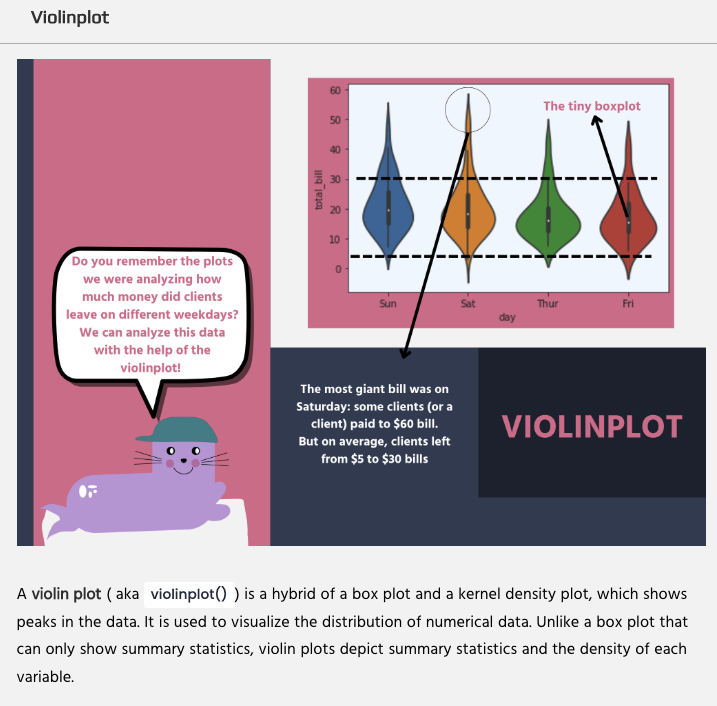 Violinplot
Do you remember the plots
we were analyzing how
much money did clients
leave on different weekdays?
We can analyze this data
with the help of the
violinplot!
The tiny boxplot
60
50
40
30
20
10
0
total_bill
Sun Sat Thur Fri
day
The most giant bill was on
Saturday: some clients (or a
client) paid to $60 bill.
But on average, clients left
from $5 to $30 bills
VIOLINPLOT
A violin plot ( aka violinplot() ) is a hybrid of a box plot and a kernel density plot, which shows
peaks in the data. It is used to visualize the distribution of numerical data. Unlike a box plot that
can only show summary statistics, violin plots depict summary statistics and the density of each
variable.